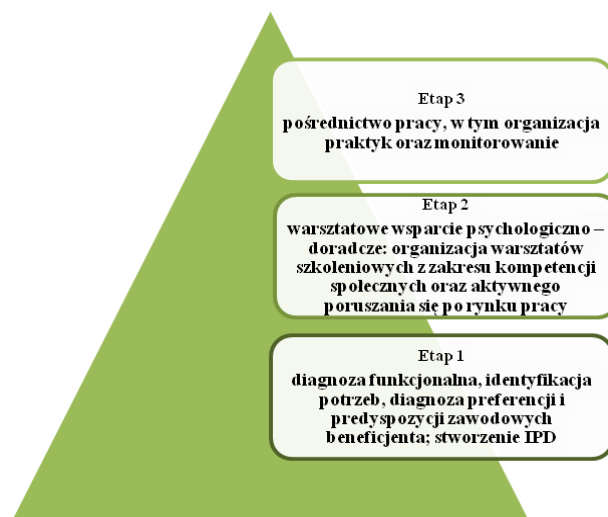 Etap 3
pośrednictwo pracy, w tym organizacja
praktyk oraz monitorowanie
Etap 2
warsztatowe wsparcie psychologiczno –
doradcze: organizacja warsztatów
szkoleniowych z zakresu kompetencji
społecznych oraz aktywnego
poruszania się po rynku pracy
Etap 1
diagnoza funkcjonalna, identyfikacja
potrzeb, diagnoza preferencji i
predyspozycji zawodowych
beneficjenta; stworzenie IPD